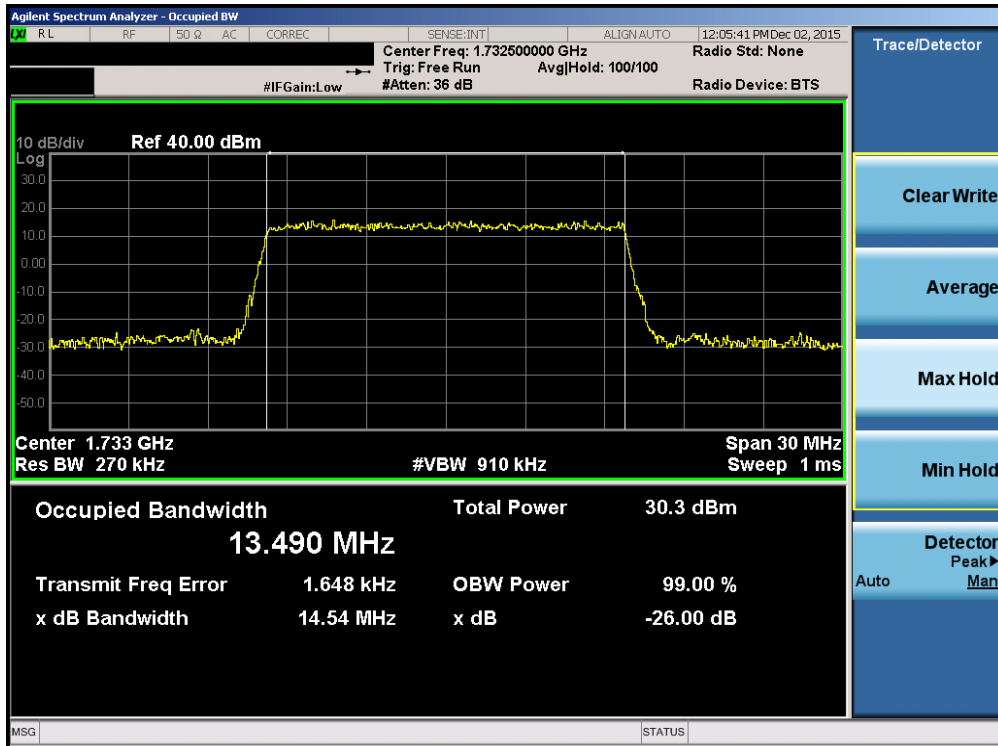 Agilent Spectrum Analyzer - Occupied BW
LXI RL RF 50 Ω AC CORREC SENSE:INT ALIGN AUTO 12:05:41 PM Dec 02, 2015
Center Freq: 1.732500000 GHz Radio Std: None
Trig: Free Run Avg|Hold: 100/100
#IFGain:Low #Atten: 36 dB Radio Device: BTS
10 dB/div Ref 40.00 dBm
Log
30.0
20.0
10.0
0.00
-10.0
-20.0
-30.0
-40.0
-50.0
Center 1.733 GHz Span 30 MHz
Res BW 270 kHz #VBW 910 kHz Sweep 1 ms
Occupied Bandwidth Total Power 30.3 dBm
13.490 MHz
Transmit Freq Error 1.648 kHz OBW Power 99.00 %
x dB Bandwidth 14.54 MHz x dB -26.00 dB
MSG STATUS
Trace/Detector
Clear Write
Average
Max Hold
Min Hold
Detector
Peak▶
Auto Man